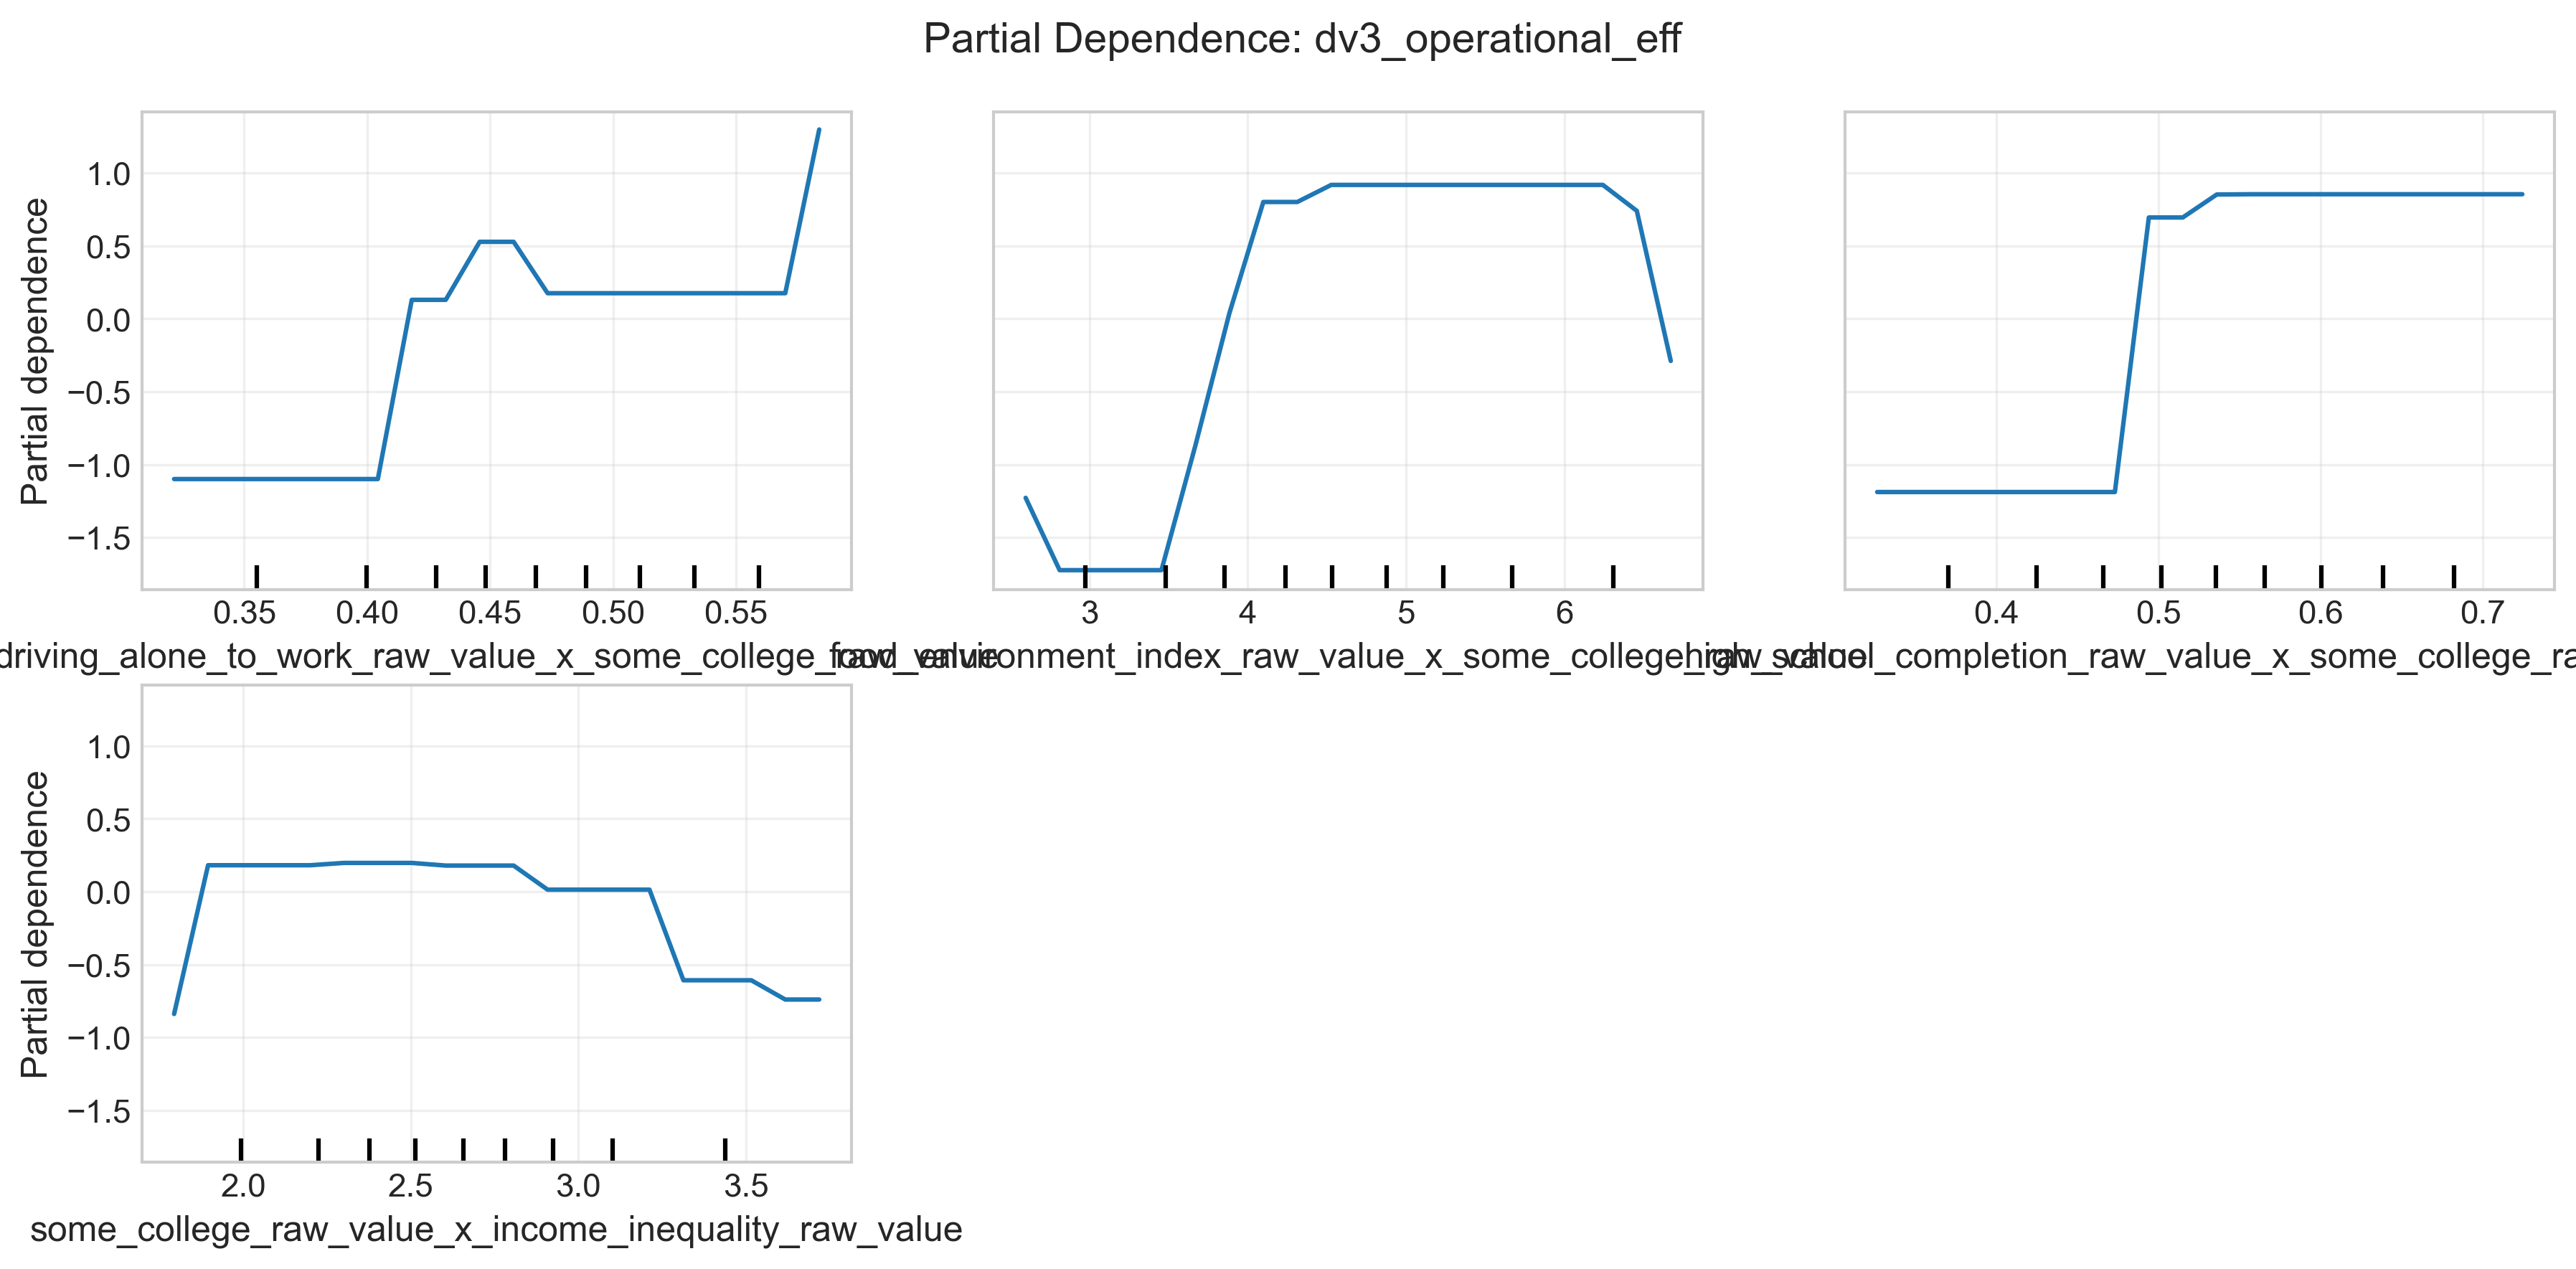 Partial Dependence: dv3_operational_eff
Partial dependence
1.0
0.5
0.0
−0.5
−1.0
−1.5
0.35 0.40 0.45 0.50 0.55
driving_alone_to_work_raw_value_x_some_college_raw_value
3 4 5 6
food_environment_index_raw_value_x_some_college_raw_value
0.4 0.5 0.6 0.7
high_school_completion_raw_value_x_some_college_ra
Partial dependence
1.0
0.5
0.0
−0.5
−1.0
−1.5
2.0 2.5 3.0 3.5
some_college_raw_value_x_income_inequality_raw_value